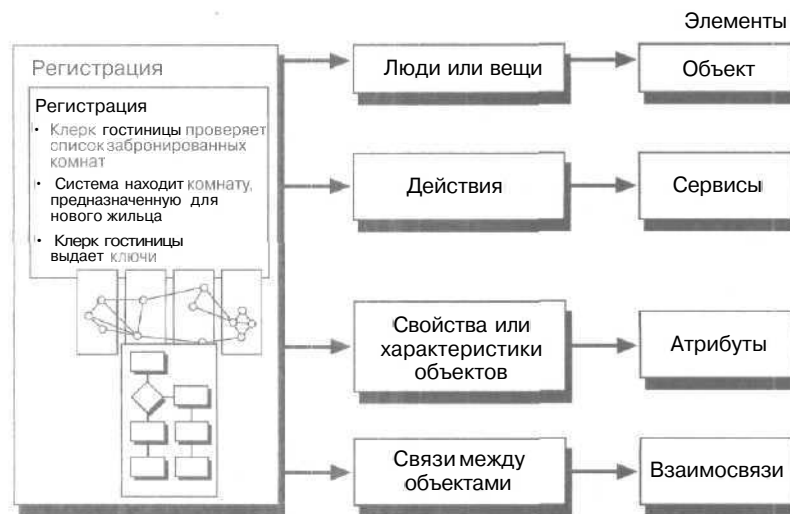 Элементы
Регистрация
Регистрация
• Клерк гостиницы проверяет
список забронированных
комнат
• Система находит комнату,
предназначенную для
нового жильца
• Клерк гостиницы
выдает ключи
Люди или вещи
Объект
Действия
Сервисы
Свойства или
характеристики
объектов
Атрибуты
Связи между
объектами
Взаимосвязи